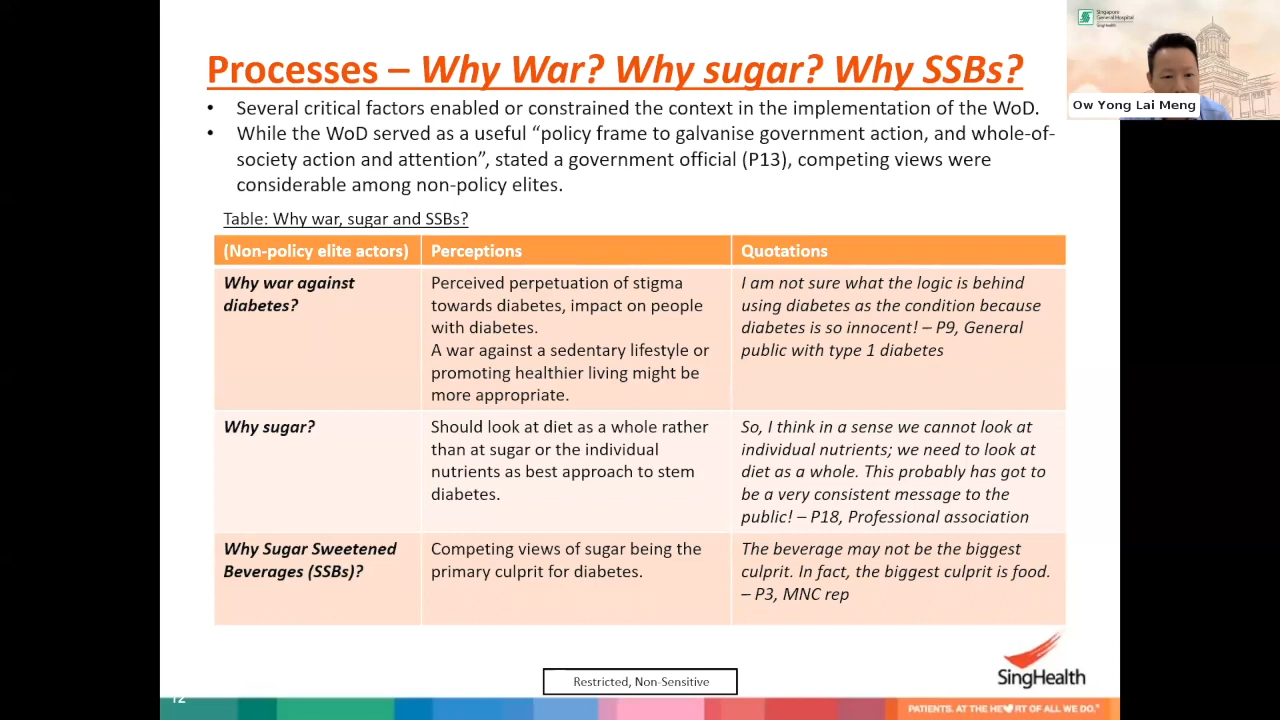 Singapore
General Hospital
SingHealth
Ow Yong Lai Meng
Processes – Why War? Why sugar? Why SSBs?
• Several critical factors enabled or constrained the context in the implementation of the WoD.
• While the WoD served as a useful “policy frame to galvanise government action, and whole-of-
society action and attention”, stated a government official (P13), competing views were
considerable among non-policy elites.
Table: Why war, sugar and SSBs?
(Non-policy elite actors) Perceptions Quotations
Why war against
diabetes?
Perceived perpetuation of stigma
towards diabetes, impact on people
with diabetes.
A war against a sedentary lifestyle or
promoting healthier living might be
more appropriate.
I am not sure what the logic is behind
using diabetes as the condition because
diabetes is so innocent! – P9, General
public with type 1 diabetes
Why sugar?
Should look at diet as a whole rather
than at sugar or the individual
nutrients as best approach to stem
diabetes.
So, I think in a sense we cannot look at
individual nutrients; we need to look at
diet as a whole. This probably has got to
be a very consistent message to the
public! – P18, Professional association
Why Sugar Sweetened
Beverages (SSBs)?
Competing views of sugar being the
primary culprit for diabetes.
The beverage may not be the biggest
culprit. In fact, the biggest culprit is food.
– P3, MNC rep
SingHealth
Restricted, Non-Sensitive
12
PATIENTS. AT THE HE♥RT OF ALL WE DO.®